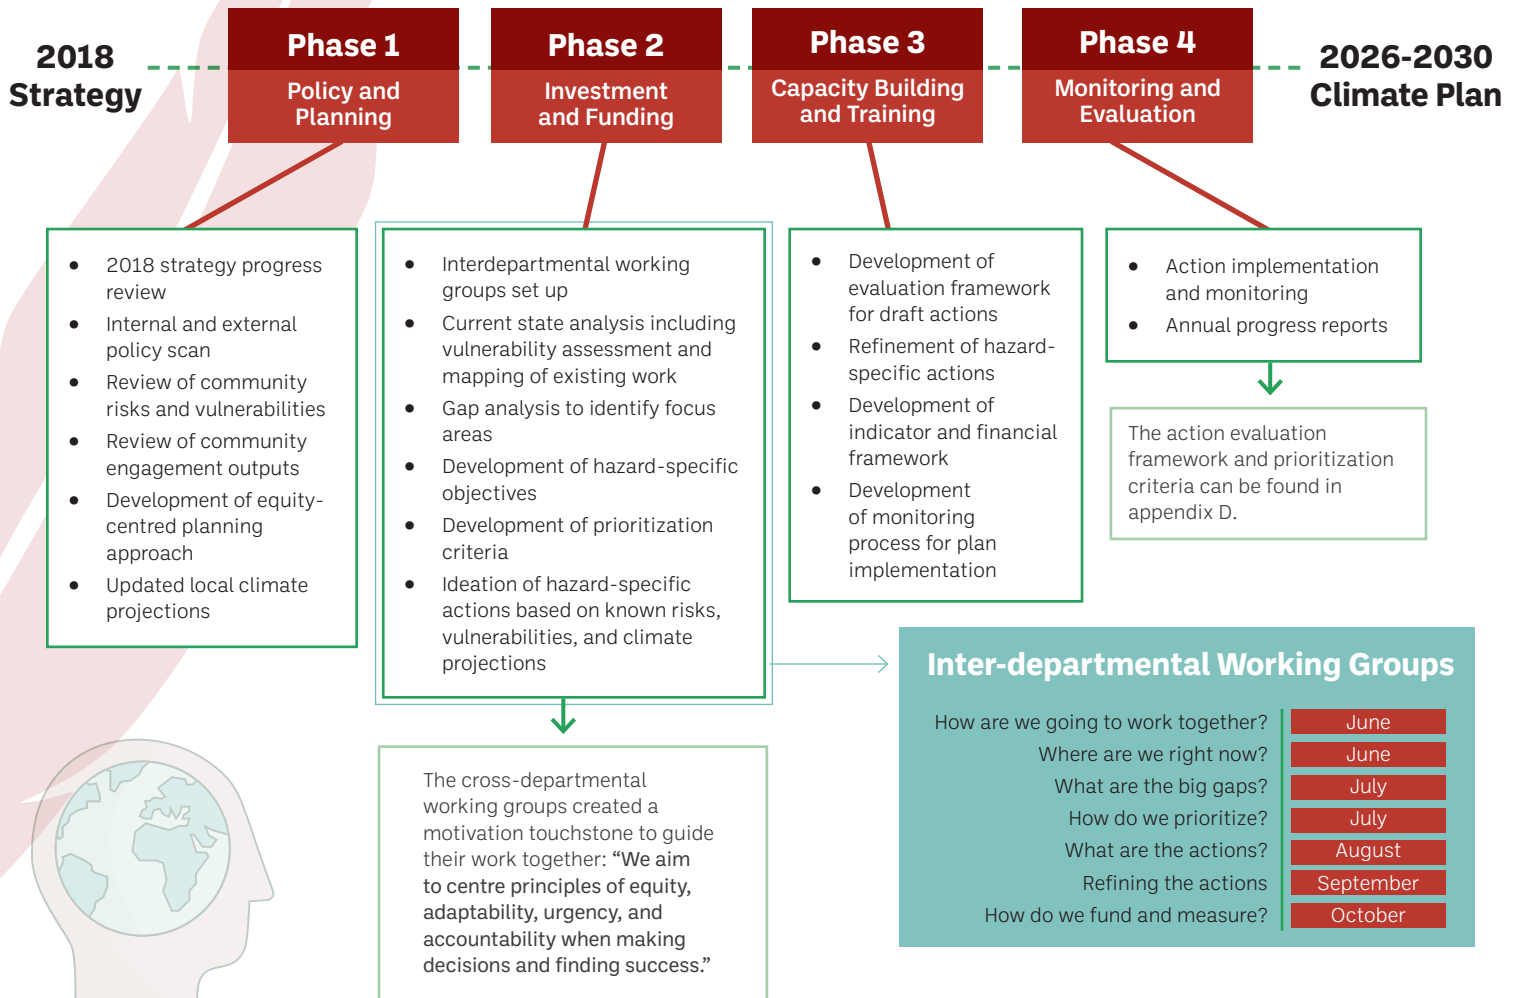 2018
Strategy
Phase 1
Policy and
Planning
Phase 2
Investment
and Funding
Phase 3
Capacity Building
and Training
Phase 4
Monitoring and
Evaluation
2026-2030
Climate Plan
• 2018 strategy progress
review
• Internal and external
policy scan
• Review of community
risks and vulnerabilities
• Review of community
engagement outputs
• Development of equity-
centred planning
approach
• Updated local climate
projections
• Interdepartmental working
groups set up
• Current state analysis including
vulnerability assessment and
mapping of existing work
• Gap analysis to identify focus
areas
• Development of hazard-specific
objectives
• Development of prioritization
criteria
• Ideation of hazard-specific
actions based on known risks,
vulnerabilities, and climate
projections
The cross-departmental
working groups created a
motivation touchstone to guide
their work together: “We aim
to centre principles of equity,
adaptability, urgency, and
accountability when making
decisions and finding success.”
• Development of
evaluation framework
for draft actions
• Refinement of hazard-
specific actions
• Development of
indicator and financial
framework
• Development
of monitoring
process for plan
implementation
• Action implementation
and monitoring
• Annual progress reports
The action evaluation
framework and prioritization
criteria can be found in
appendix D.
Inter-departmental Working Groups
How are we going to work together? June
Where are we right now? June
What are the big gaps? July
How do we prioritize? July
What are the actions? August
Refining the actions September
How do we fund and measure? October